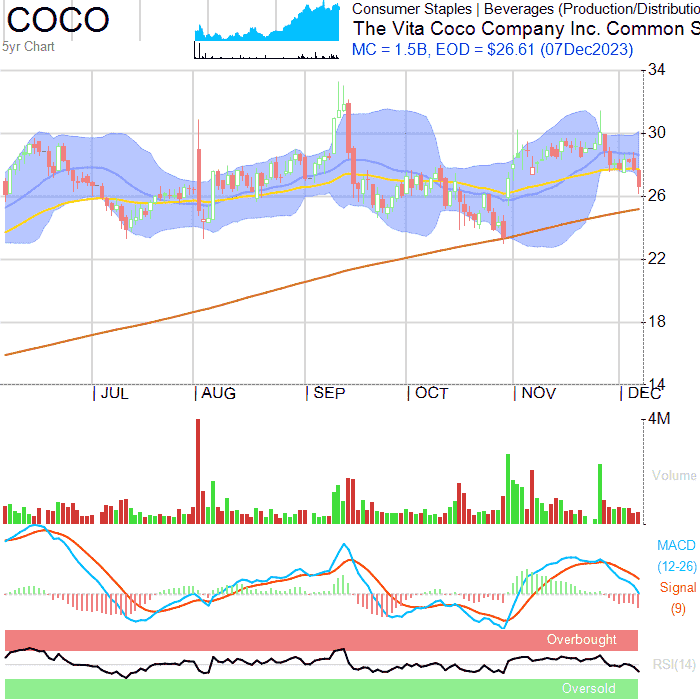 COCO
5yr Chart
Consumer Staples | Beverages (Production/Distributio
The Vita Coco Company Inc. Common S
MC = 1.5B, EOD = $26.61 (07Dec2023)
34
30
26
22
18
14
JUL AUG SEP OCT NOV DEC
4M
Volume
MACD
(12-26)
Signal
(9)
Overbought
RSI(14)
Oversold